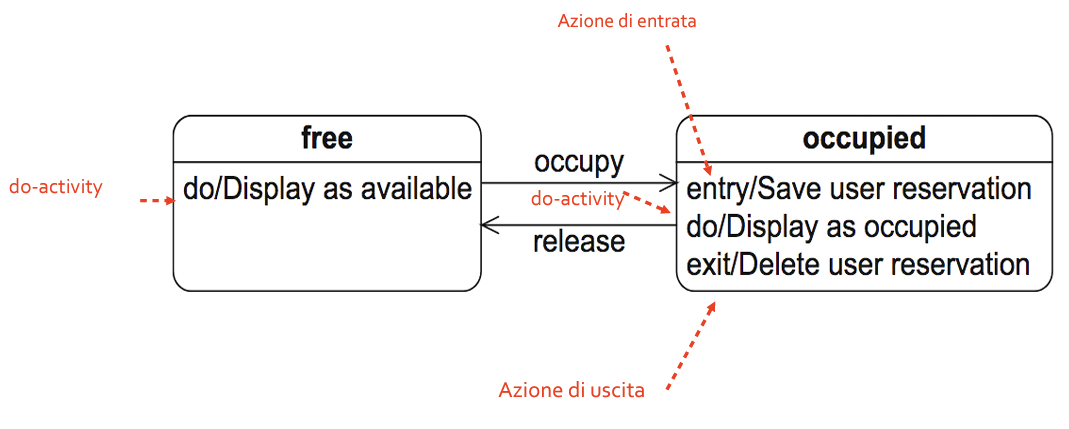 Azione di entrata
free
occupied
occupy
do-activity
do/Display as available
entry/Save user reservation
do-activity
do/Display as occupied
release
exit/Delete user reservation
Azione di uscita